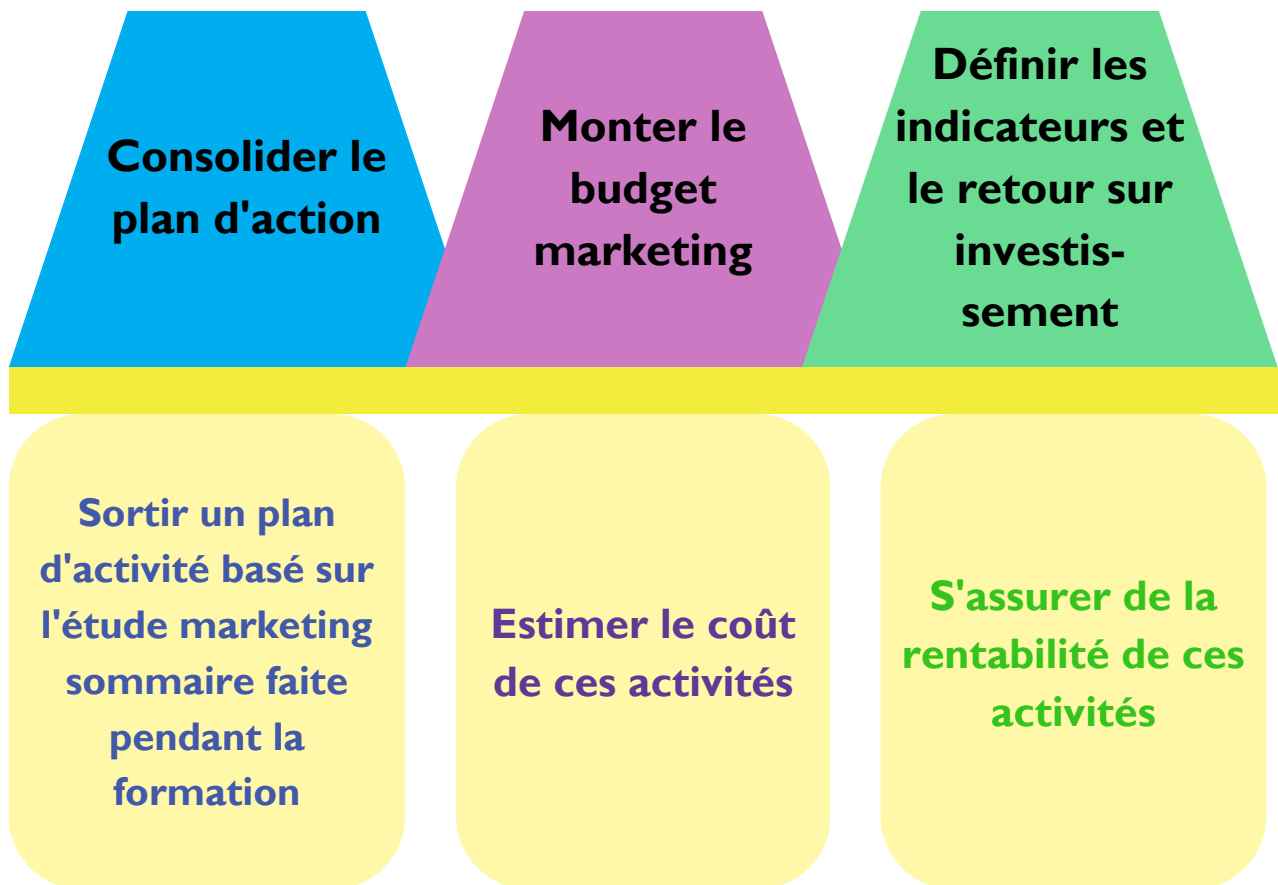 Consolider le
plan d'action
Monter le
budget
marketing
Définir les
indicateurs et
le retour sur
investis-
sement
Sortir un plan
d'activité basé sur
l'étude marketing
sommaire faite
pendant la
formation
Estimer le coût
de ces activités
S'assurer de la
rentabilité de ces
activités